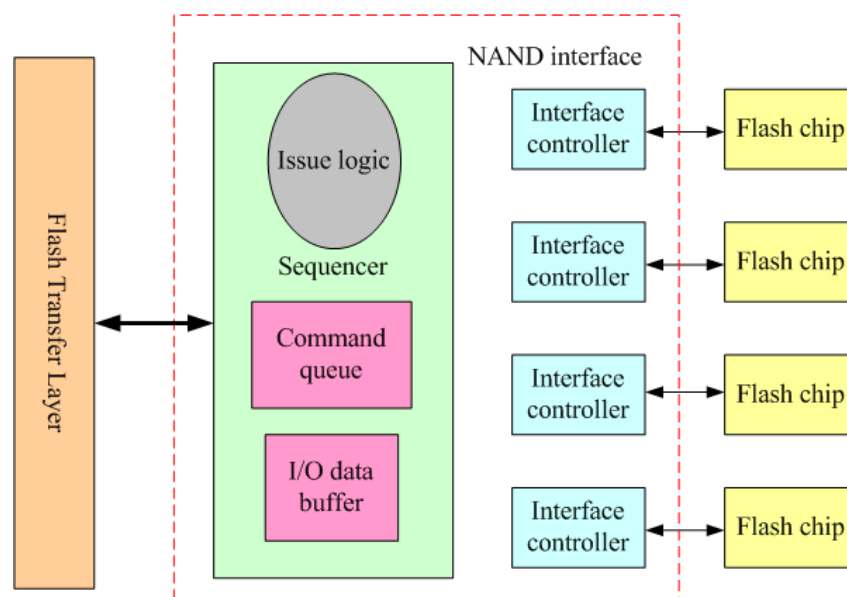 Flash Transfer Layer
NAND interface
Issue logic
Sequencer
Command
queue
I/O data
buffer
Interface
controller
Flash chip
Interface
controller
Flash chip
Interface
controller
Flash chip
Interface
controller
Flash chip